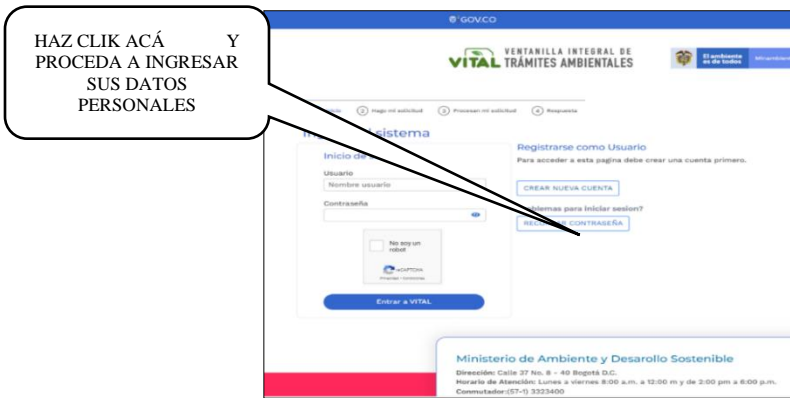 HAZ CLIK ACÁ Y
PROCEDA A INGRESAR
SUS DATOS
PERSONALES
GOV.CO
VITAL
VENTANILLA INTEGRAL DE
TRÁMITES AMBIENTALES
El ambiente
es de todos
Minambiente
2 Hago mi solicitud
3 Procesan mi solicitud
4 Respuesta
sistema
Inicio de
Usuario
Nombre usuario
Contraseña
No soy un
robot
reCAPTCHA
Entrar a VITAL
Registrarse como Usuario
Para acceder a esta pagina debe crear una cuenta primero.
CREAR NUEVA CUENTA
para Iniciar sesion?
CONTRASEÑA
Ministerio de Ambiente y Desarollo Sostenible
Dirección: Calle 37 No. 8 - 40 Bogotá D.C.
Horario de Atención: Lunes a viernes 8:00 a.m. a 12:00 m y de 2:00 pm a 6:00 p.m.
Conmutador:(57-1) 3323400